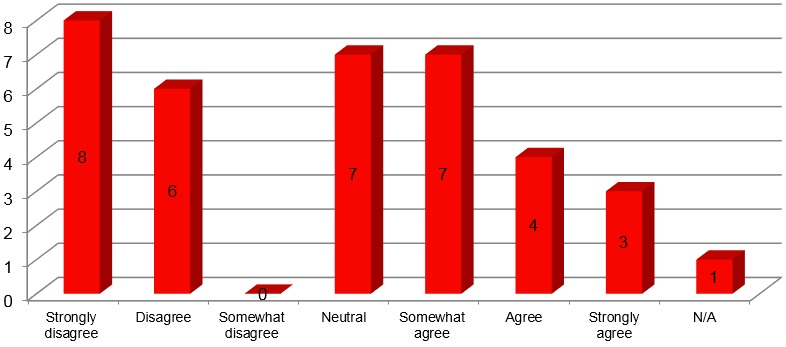 8
7
6
5
4
3
2
1
0
8
6
0
7
7
4
3
1
Strongly
disagree
Disagree
Somewhat
disagree
Neutral
Somewhat
agree
Agree
Strongly
agree
N/A